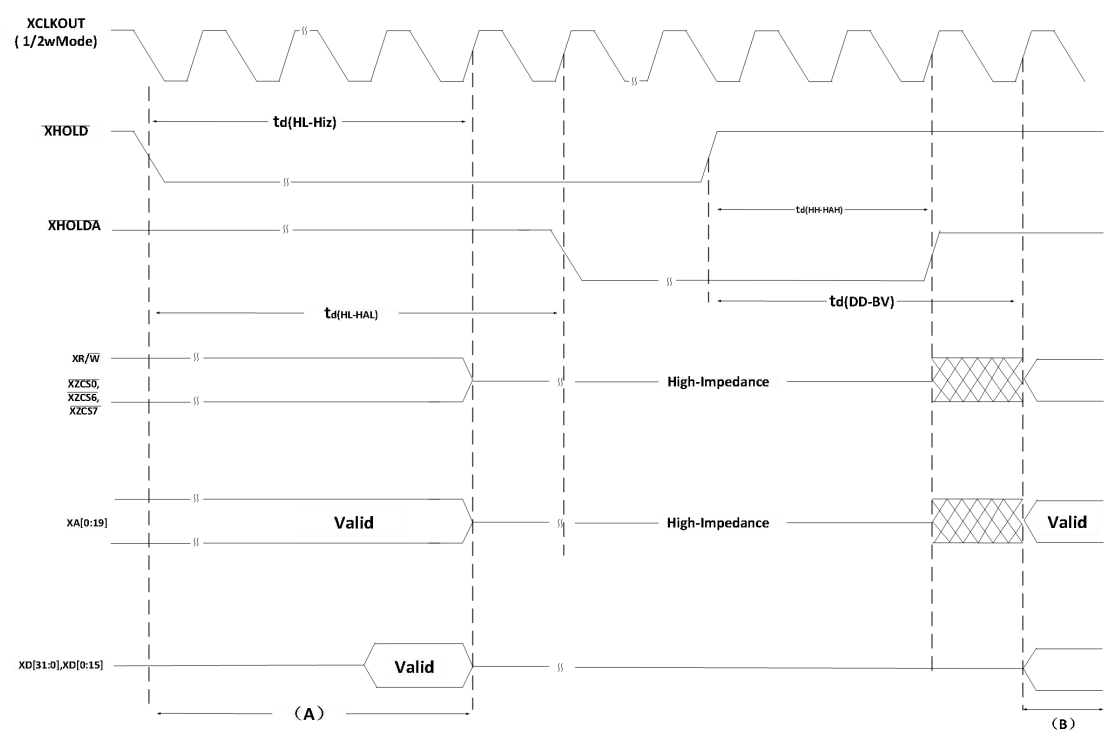 XCLKOUT
( 1/2wMode)
td(HL-Hiz)
XHOLD
td(HH-HAH)
XHOLDA
td(DD-BV)
td(HL-HAL)
XR/W
High-Impedance
XZCS0,
XZCS6,
XZCS7
XA[0:19]
Valid
High-Impedance
Valid
XD[31:0],XD[0:15]
Valid
（A）
（B）